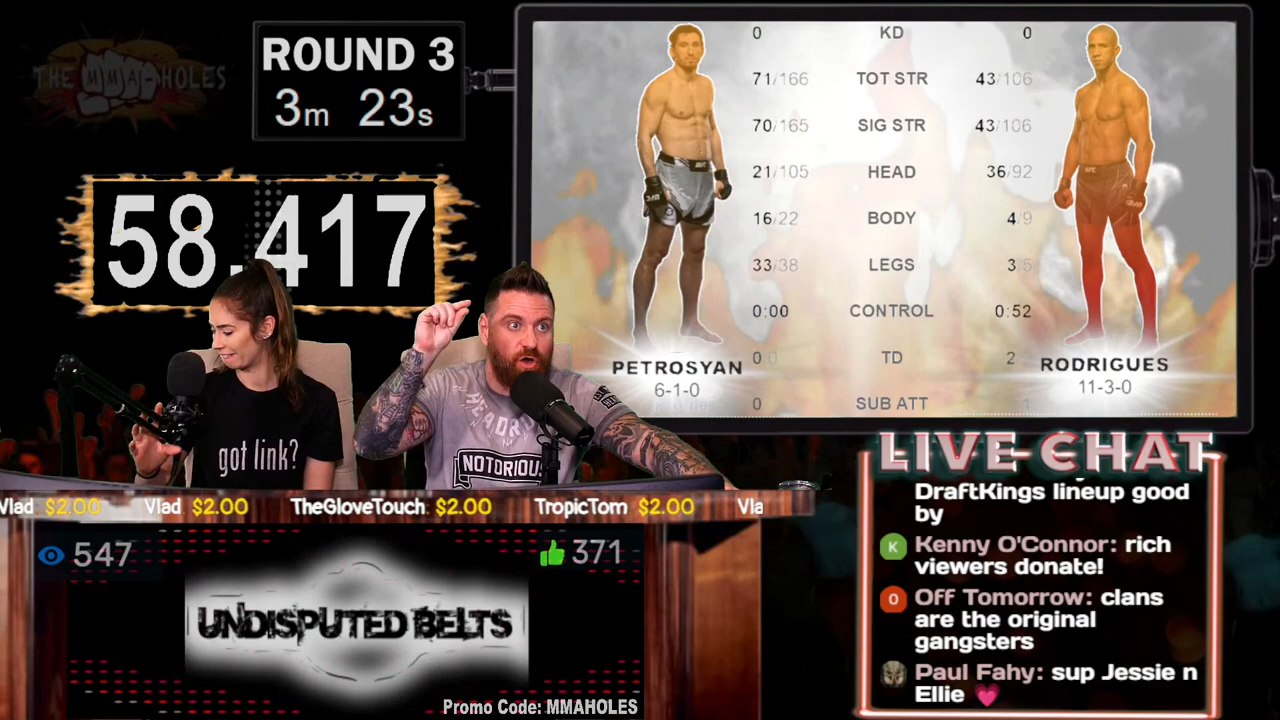 THE MMA-HOLES
ROUND 3
3m 23s
58.417
0 KD 0
71/166 TOT STR 43/106
70/165 SIG STR 43/106
21/105 HEAD 36/92
16/22 BODY 4/9
33/38 LEGS 3/5
0:00 CONTROL 0:52
0 TD 2
0 SUB ATT 1
PETROSYAN
6-1-0
RODRIGUES
11-3-0
got link?
NOTORIOUS
Vlad $2.00 Vlad $2.00 TheGloveTouch $2.00 TropicTom $2.00 Vla
547
371
UNDISPUTED BELTS
Promo Code: MMAHOLES
LIVE CHAT
DraftKings lineup good
by
K Kenny O'Connor: rich
viewers donate!
O Off Tomorrow: clans
are the original
gangsters
Paul Fahy: sup Jessie n
Ellie